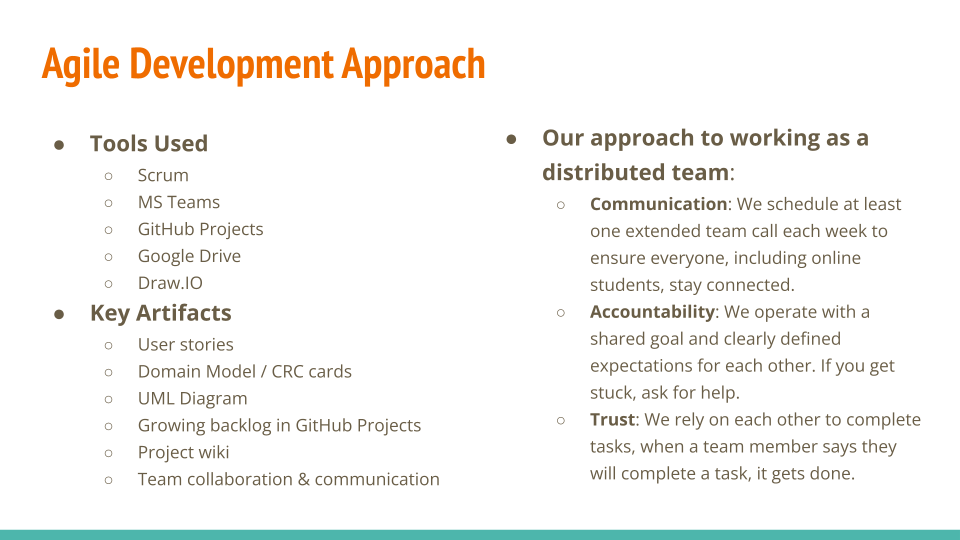 Agile Development Approach
● Tools Used
○ Scrum
○ MS Teams
○ GitHub Projects
○ Google Drive
○ Draw.IO
● Key Artifacts
○ User stories
○ Domain Model / CRC cards
○ UML Diagram
○ Growing backlog in GitHub Projects
○ Project wiki
○ Team collaboration & communication
● Our approach to working as a
distributed team:
○ Communication: We schedule at least
one extended team call each week to
ensure everyone, including online
students, stay connected.
○ Accountability: We operate with a
shared goal and clearly defined
expectations for each other. If you get
stuck, ask for help.
○ Trust: We rely on each other to complete
tasks, when a team member says they
will complete a task, it gets done.